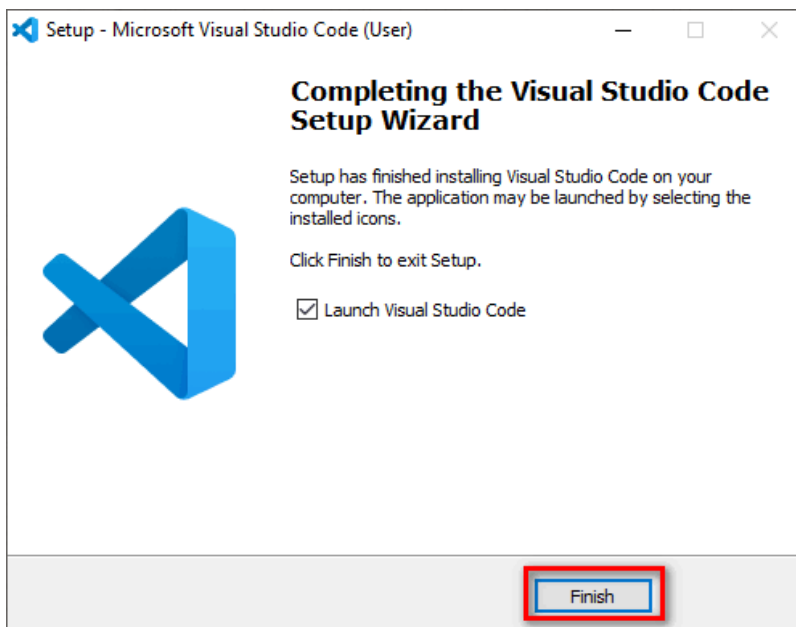 Setup - Microsoft Visual Studio Code (User)
Completing the Visual Studio Code
Setup Wizard
Setup has finished installing Visual Studio Code on your
computer. The application may be launched by selecting the
installed icons.
Click Finish to exit Setup.
Launch Visual Studio Code
Finish